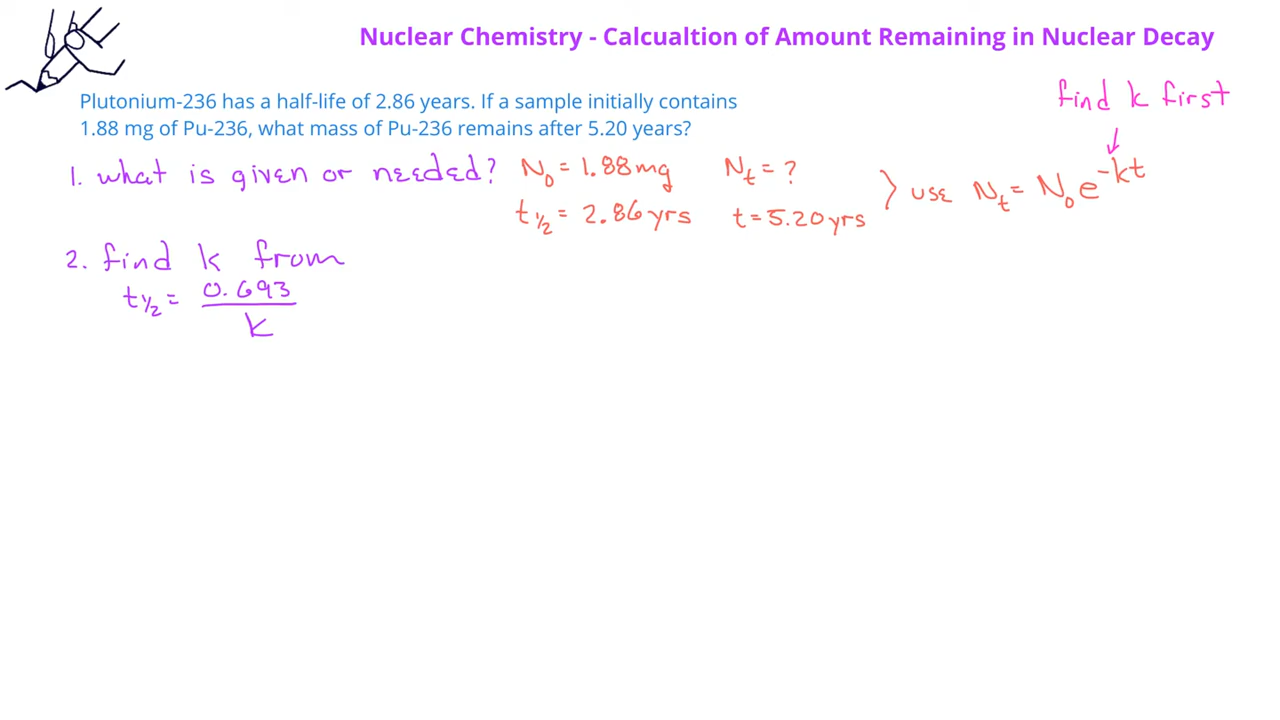 Nuclear Chemistry - Calcualtion of Amount Remaining in Nuclear Decay
Plutonium-236 has a half-life of 2.86 years. If a sample initially contains
1.88 mg of Pu-236, what mass of Pu-236 remains after 5.20 years?
find k first
↓
1. what is given or needed? N₀ = 1.88 mg Nₜ = ?
t½ = 2.86 yrs t = 5.20 yrs
} use Nₜ = N₀e^-kt
2. find k from
t½ = 0.693
k